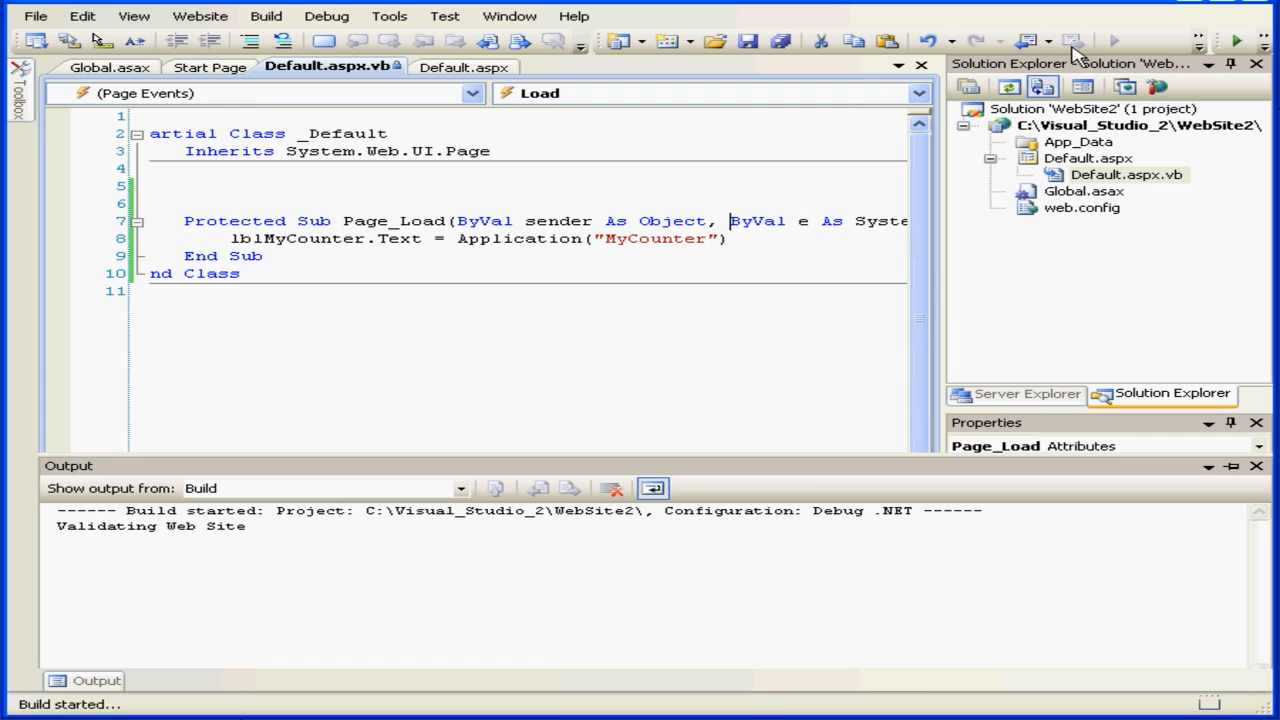 File Edit View Website Build Debug Tools Test Window Help
Global.asax Start Page Default.aspx.vb Default.aspx
(Page Events) Load
1
2 artial Class _Default
3 Inherits System.Web.UI.Page
4
5
6
7 Protected Sub Page_Load(ByVal sender As Object, ByVal e As Syste
8 lblMyCounter.Text = Application("MyCounter")
9 End Sub
10 nd Class
11
Toolbox
Solution Explorer Solution 'Web...
Solution 'WebSite2' (1 project)
C:\Visual_Studio_2\WebSite2\
App_Data
Default.aspx
Default.aspx.vb
Global.asax
web.config
Server Explorer Solution Explorer
Properties
Page_Load Attributes
Output
Show output from: Build
------ Build started: Project: C:\Visual_Studio_2\WebSite2\, Configuration: Debug .NET ------
Validating Web Site
Output
Build started...